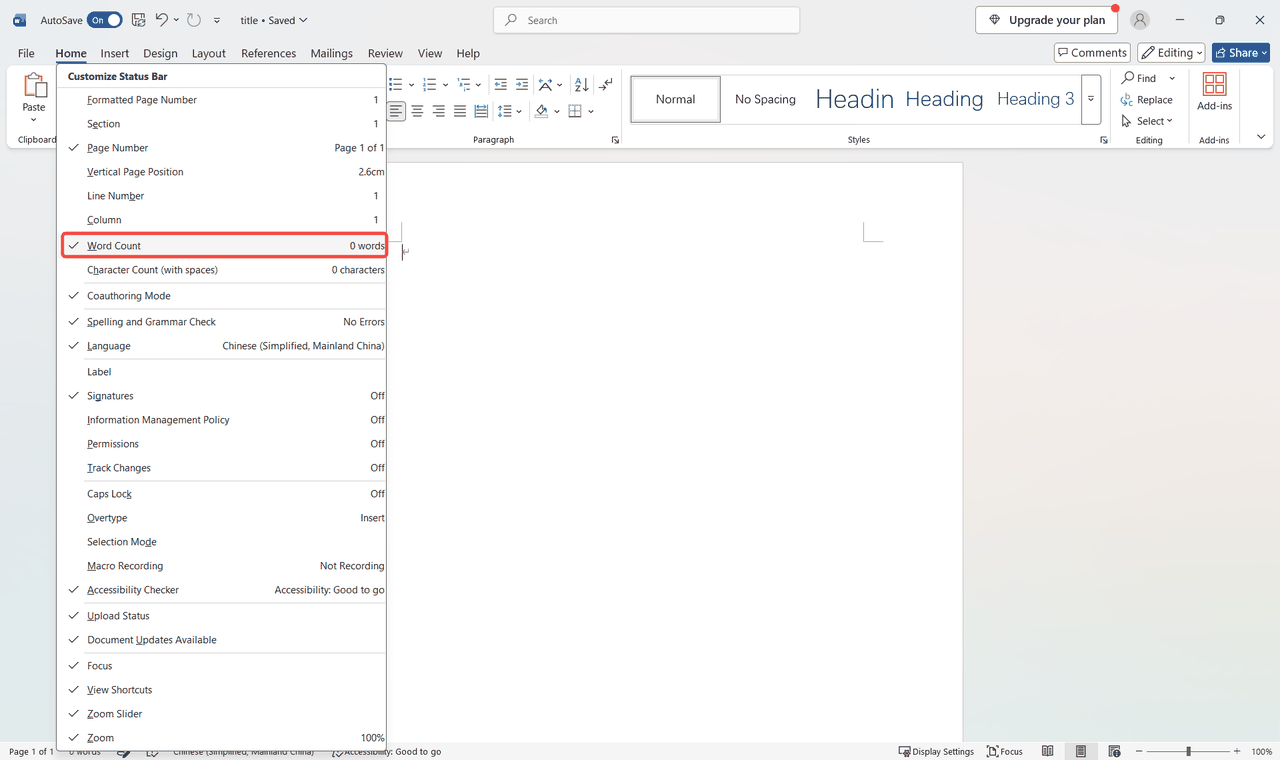 AutoSave On title • Saved Search Upgrade your plan
File Home Insert Design Layout References Mailings Review View Help Comments Editing Share
Customize Status Bar
Formatted Page Number 1
Section 1
Page Number Page 1 of 1
Vertical Page Position 2.6cm
Line Number 1
Column 1
Word Count 0 words
Character Count (with spaces) 0 characters
Coauthoring Mode
Spelling and Grammar Check No Errors
Language Chinese (Simplified, Mainland China)
Label
Signatures Off
Information Management Policy Off
Permissions Off
Track Changes Off
Caps Lock Off
Overtype Insert
Selection Mode
Macro Recording Not Recording
Accessibility Checker Accessibility: Good to go
Upload Status
Document Updates Available
Focus
View Shortcuts
Zoom Slider
Zoom 100%
Paste
Clipboard
Paragraph
Normal No Spacing Headin Heading Heading 3
Styles
Find
Replace
Select
Editing
Add-ins
Add-ins
Page 1 of 1 0 words Chinese (Simplified, Mainland China) Accessibility: Good to go Display Settings Focus 100%